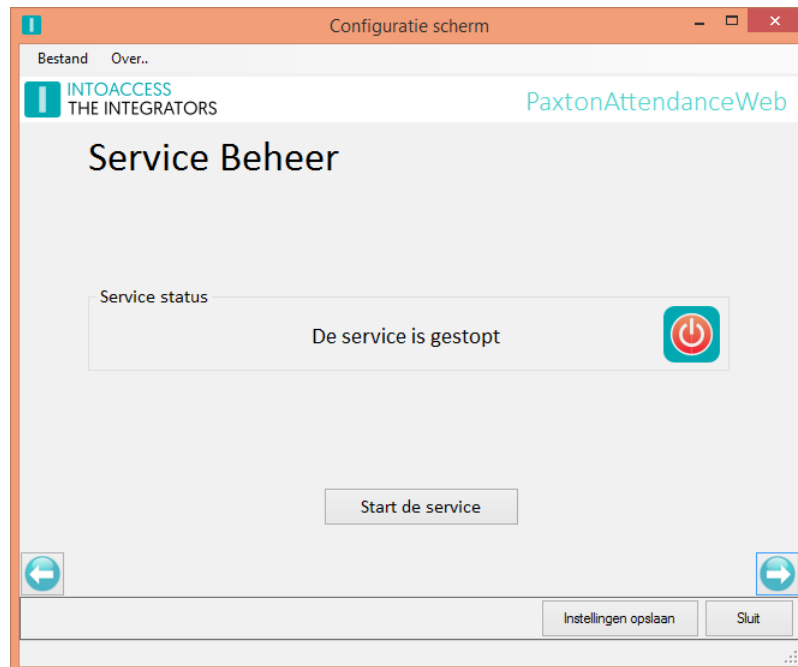 Configuratie scherm
Bestand Over..
INTOACCESS
THE INTEGRATORS
PaxtonAttendanceWeb
Service Beheer
Service status
De service is gestopt
Start de service
Instellingen opslaan Sluit